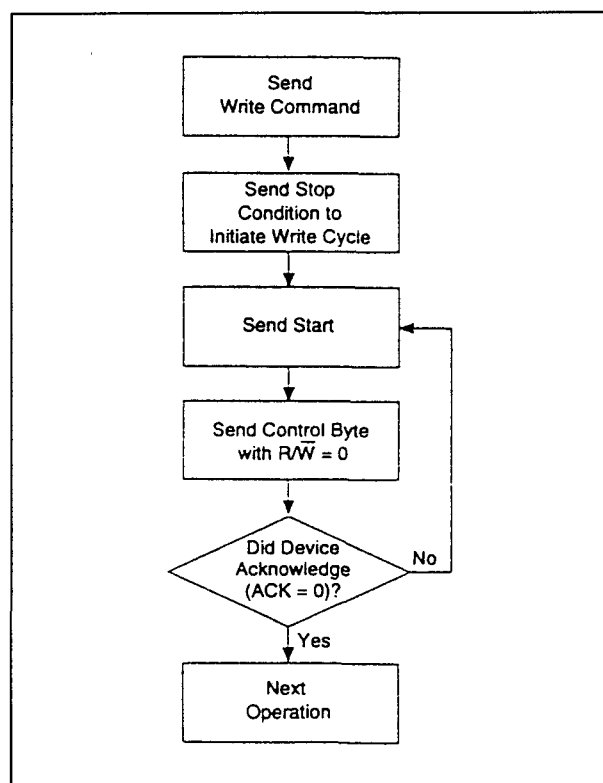 Send
Write Command
Send Stop
Condition to
Initiate Write Cycle
Send Start
Send Control Byte
with R/W̅ = 0
Did Device
Acknowledge
(ACK = 0)?
No
Yes
Next
Operation